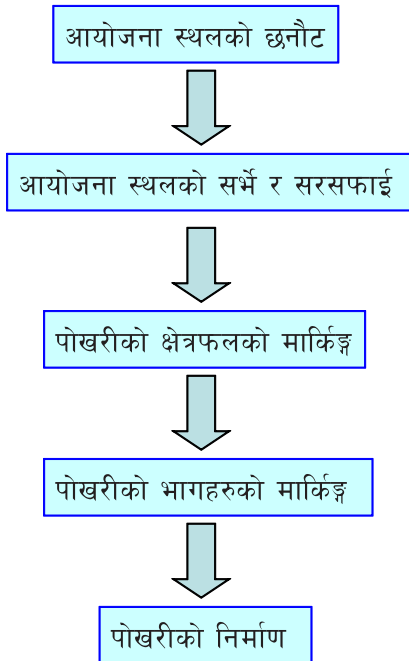 आयोजना स्थलको छनौट
आयोजना स्थलको सर्भे र सरसफाई
पोखरीको क्षेत्रफलको मार्किङ्ग
पोखरीको भागहरुको मार्किङ्ग
पोखरीको निर्माण